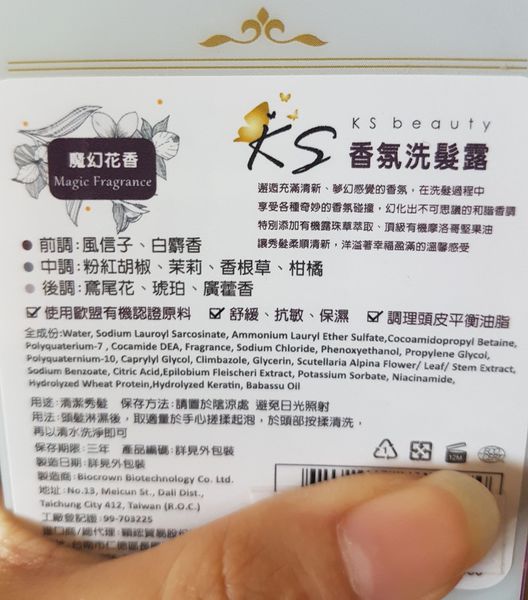 魔幻花香
Magic Fragrance
KS
KS beauty
香氛洗髮露
邂逅充滿清新、夢幻感覺的香氛，在洗髮過程中
享受各種奇妙的香氛碰撞，幻化出不可思議的和諧香調
特別添加有機露珠草萃取、頂級有機摩洛哥堅果油
讓秀髮柔順清新，洋溢著幸福盈滿的溫馨感受
前調：風信子、白麝香
中調：粉紅胡椒、茉莉、香根草、柑橘
後調：鳶尾花、琥珀、廣藿香
使用歐盟有機認證原料 舒緩、抗敏、保濕 調理頭皮平衡油脂
全成份:Water, Sodium Lauroyl Sarcosinate, Ammonium Lauryl Ether Sulfate,Cocoamidopropyl Betaine,
Polyquaternium-7 , Cocamide DEA, Fragrance, Sodium Chloride, Phenoxyethanol, Propylene Glycol,
Polyquaternium-10, Caprylyl Glycol, Climbazole, Glycerin, Scutellaria Alpina Flower/ Leaf/ Stem Extract,
Sodium Benzoate, Citric Acid,Epilobium Fleischeri Extract, Potassium Sorbate, Niacinamide,
Hydrolyzed Wheat Protein,Hydrolyzed Keratin, Babassu Oil
用途：清潔秀髮 保存方法：請置於陰涼處 避免日光照射
用法：頭髮淋濕後，取適量於手心搓揉起泡，於頭部按揉清洗，
再以清水洗淨即可
保存期限：三年 產品編碼：詳見外包裝
製造日期：詳見外包裝
製造商：Biocrown Biotechnology Co. Ltd.
地址：No.13, Meicun St., Dali Dist.,
Taichung City 412, Taiwan (R.O.C.)
工廠登記證：99-703225
12M